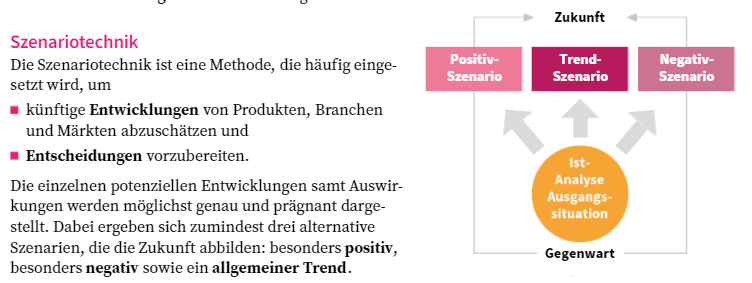 Szenariotechnik
Die Szenariotechnik ist eine Methode, die häufig einge-
setzt wird, um
künftige Entwicklungen von Produkten, Branchen
und Märkten abzuschätzen und
Entscheidungen vorzubereiten.
Die einzelnen potenziellen Entwicklungen samt Auswir-
kungen werden möglichst genau und prägnant darge-
stellt. Dabei ergeben sich zumindest drei alternative
Szenarien, die die Zukunft abbilden: besonders positiv,
besonders negativ sowie ein allgemeiner Trend.
Zukunft
Positiv-
Szenario
Trend-
Szenario
Negativ-
Szenario
Ist-
Analyse
Ausgangs-
situation
Gegenwart